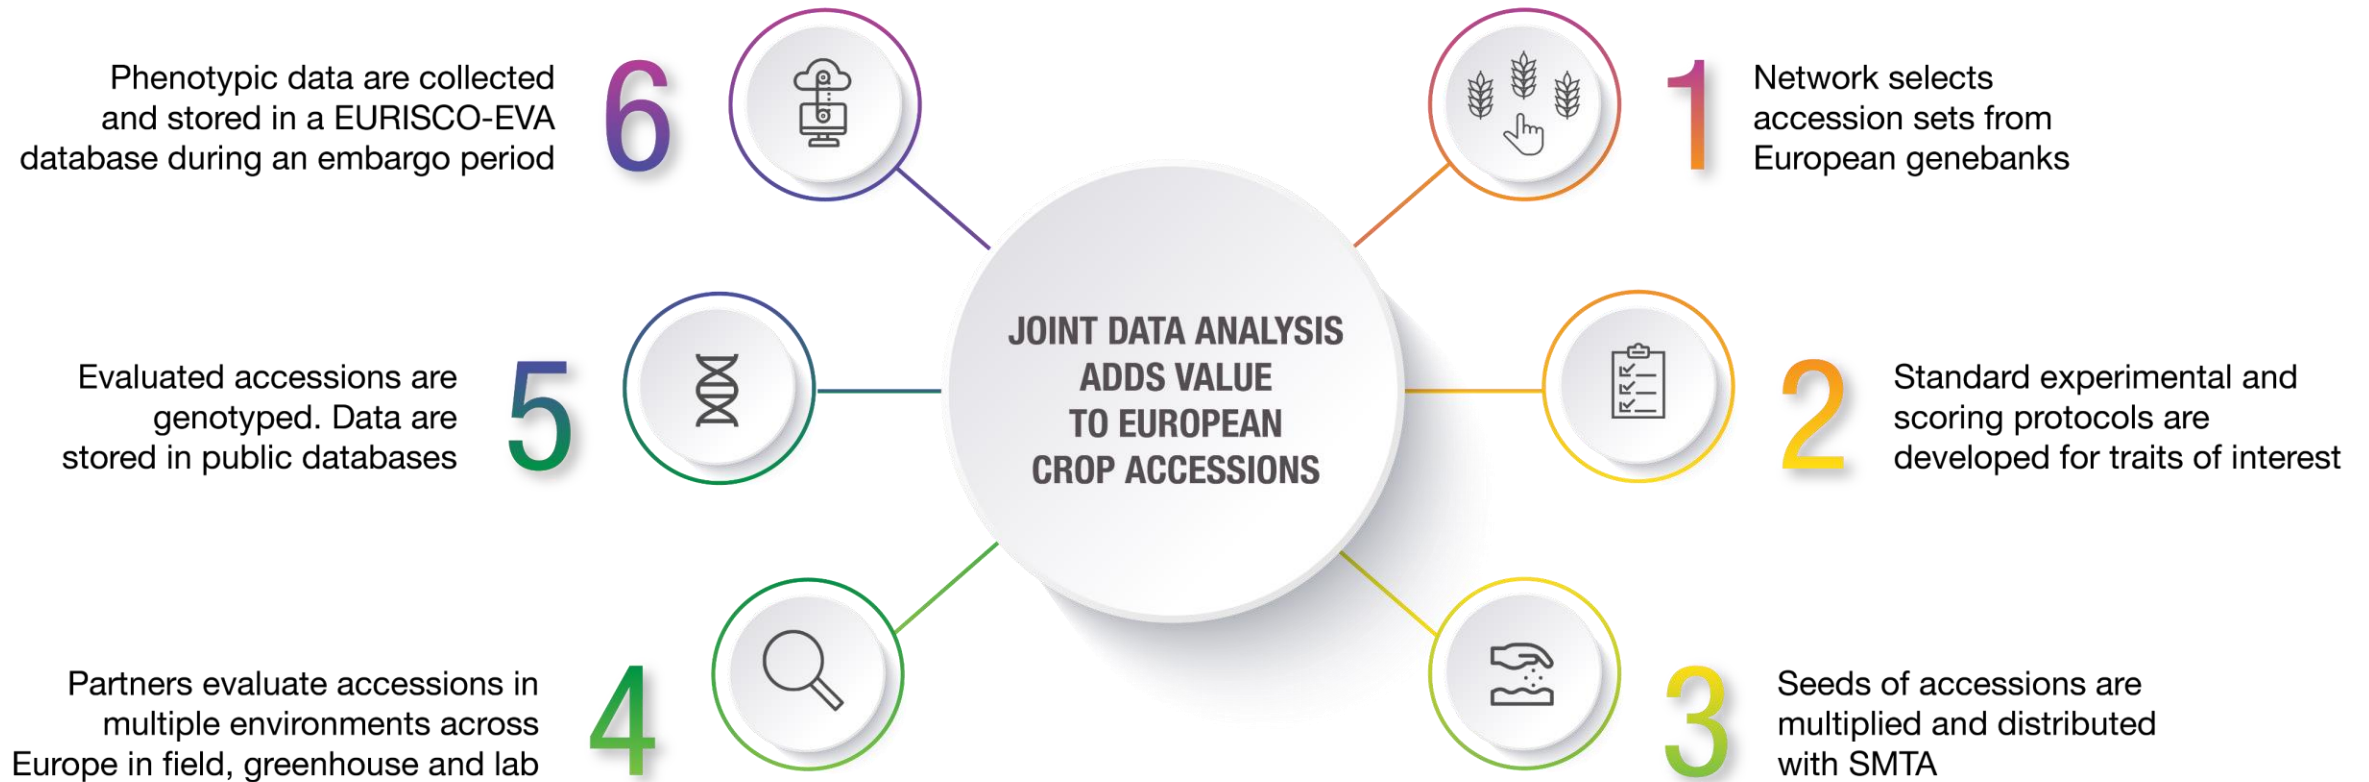 1
Network selects
accession sets from
European genebanks
2
Standard experimental and
scoring protocols are
developed for traits of interest
3
Seeds of accessions are
multiplied and distributed
with SMTA
4
Partners evaluate accessions in
multiple environments across
Europe in field, greenhouse and lab
5
Evaluated accessions are
genotyped. Data are
stored in public databases
6
Phenotypic data are collected
and stored in a EURISCO-EVA
database during an embargo period
JOINT DATA ANALYSIS
ADDS VALUE
TO EUROPEAN
CROP ACCESSIONS